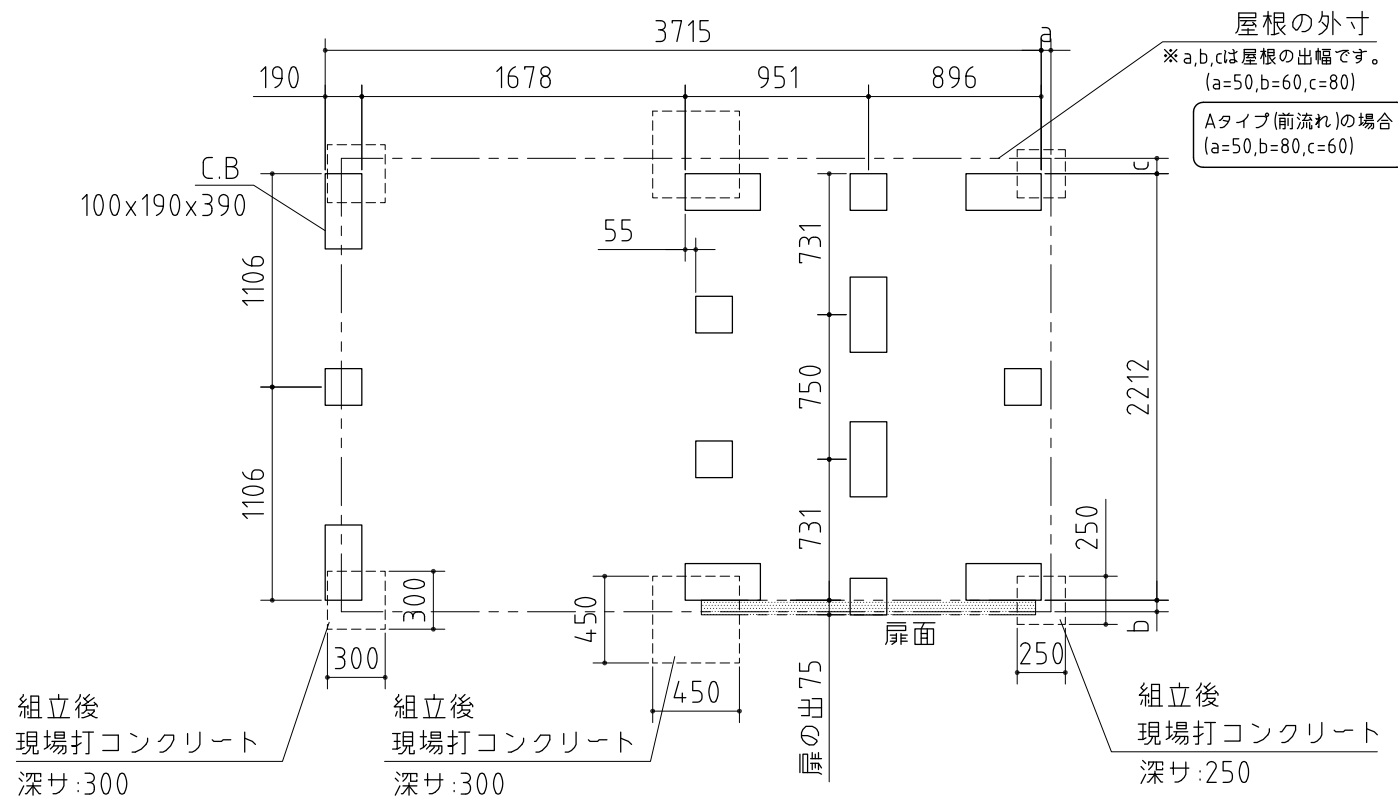 3715
a
屋根の外寸
※a,b,cは屋根の出幅です。
(a=50,b=60,c=80)
Aタイプ(前流れ)の場合
(a=50,b=80,c=60)
190
1678
951
896
C.B
100x190x390
c
55
731
1106
750
2212
1106
731
250
300
450
扉面
b
300
450
250
扉の出 75
組立後
現場打コンクリート
深サ:300
組立後
現場打コンクリート
深サ:300
組立後
現場打コンクリート
深サ:250